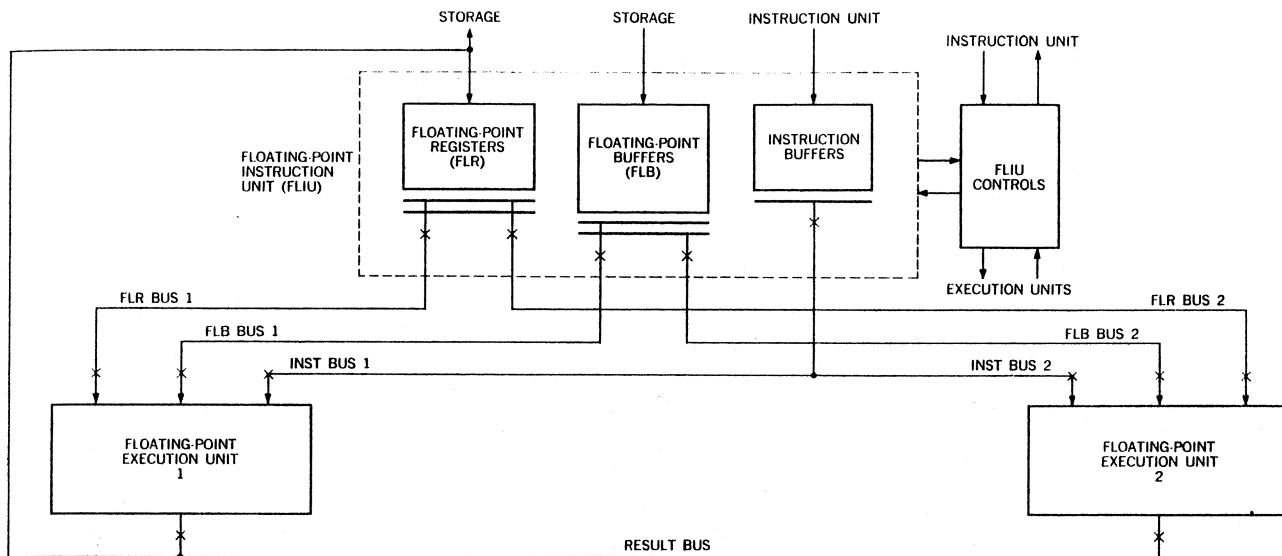 STORAGE
STORAGE
INSTRUCTION UNIT
INSTRUCTION UNIT
FLOATING-POINT
REGISTERS
(FLR)
FLOATING-POINT
BUFFERS
(FLB)
INSTRUCTION
BUFFERS
FLOATING-POINT
INSTRUCTION
UNIT (FLIU)
FLIU
CONTROLS
EXECUTION UNITS
FLR BUS 1
FLR BUS 2
FLB BUS 1
FLB BUS 2
INST BUS 1
INST BUS 2
FLOATING-POINT
EXECUTION UNIT
1
FLOATING-POINT
EXECUTION UNIT
2
RESULT BUS